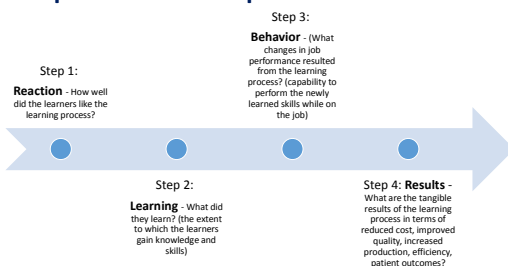 Step 1:
Reaction - How well
did the learners like the
learning process?
Step 2:
Learning - What did
they learn? (the extent
to which the learners
gain knowledge and
skills)
Step 3:
Behavior - (What
changes in job
performance resulted
from the learning
process? (capability to
perform the newly
learned skills while on
the job)
Step 4: Results -
What are the tangible
results of the learning
process in terms of
reduced cost, improved
quality, increased
production, efficiency,
patient outcomes?